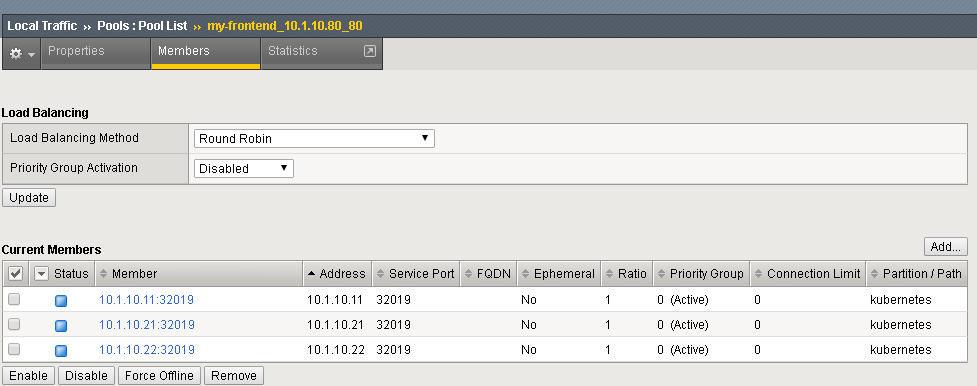 Local Traffic ›› Pools : Pool List ›› my-frontend_10.1.10.80_80
Properties Members Statistics
Load Balancing
Load Balancing Method Round Robin
Priority Group Activation Disabled
Update
Current Members Add...
Status Member Address Service Port FQDN Ephemeral Ratio Priority Group Connection Limit Partition / Path
10.1.10.11:32019 10.1.10.11 32019 No 1 0 (Active) 0 kubernetes
10.1.10.21:32019 10.1.10.21 32019 No 1 0 (Active) 0 kubernetes
10.1.10.22:32019 10.1.10.22 32019 No 1 0 (Active) 0 kubernetes
Enable Disable Force Offline Remove